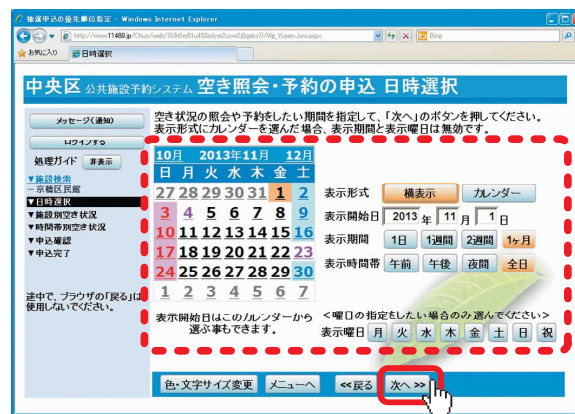 抽選申込の優先順位指定 - Windows Internet Explorer
Bing
お気に入り 日時選択
中央区 公共施設予約システム 空き照会・予約の申込 日時選択
メッセージ(通知)
ログインする
処理ガイド 非表示
▼施設検索
－京橋区民館
▼日時選択
▼施設別空き状況
▼時間帯別空き状況
▼申込確認
▼申込完了
途中で、ブラウザの「戻る」は
使用しないでください。
空き状況の照会や予約をしたい期間を指定して、「次へ」のボタンを押してください。
表示形式にカレンダーを選んだ場合、表示期間と表示曜日は無効です。
10月 2013年11月 12月
日 月 火 水 木 金 土
27 28 29 30 31 1 2
3 4 5 6 7 8 9
10 11 12 13 14 15 16
17 18 19 20 21 22 23
24 25 26 27 28 29 30
1 2 3 4 5 6 7
表示開始日はこのカレンダーから
選ぶ事もできます。
表示形式 横表示 カレンダー
表示開始日 2013 年 11 月 1 日
表示期間 1日 1週間 2週間 1ヶ月
表示時間帯 午前 午後 夜間 全日
<曜日の指定をしたい場合のみ選んでください>
表示曜日 月 火 水 木 金 土 日 祝
色・文字サイズ変更 メニューへ <<戻る 次へ >>